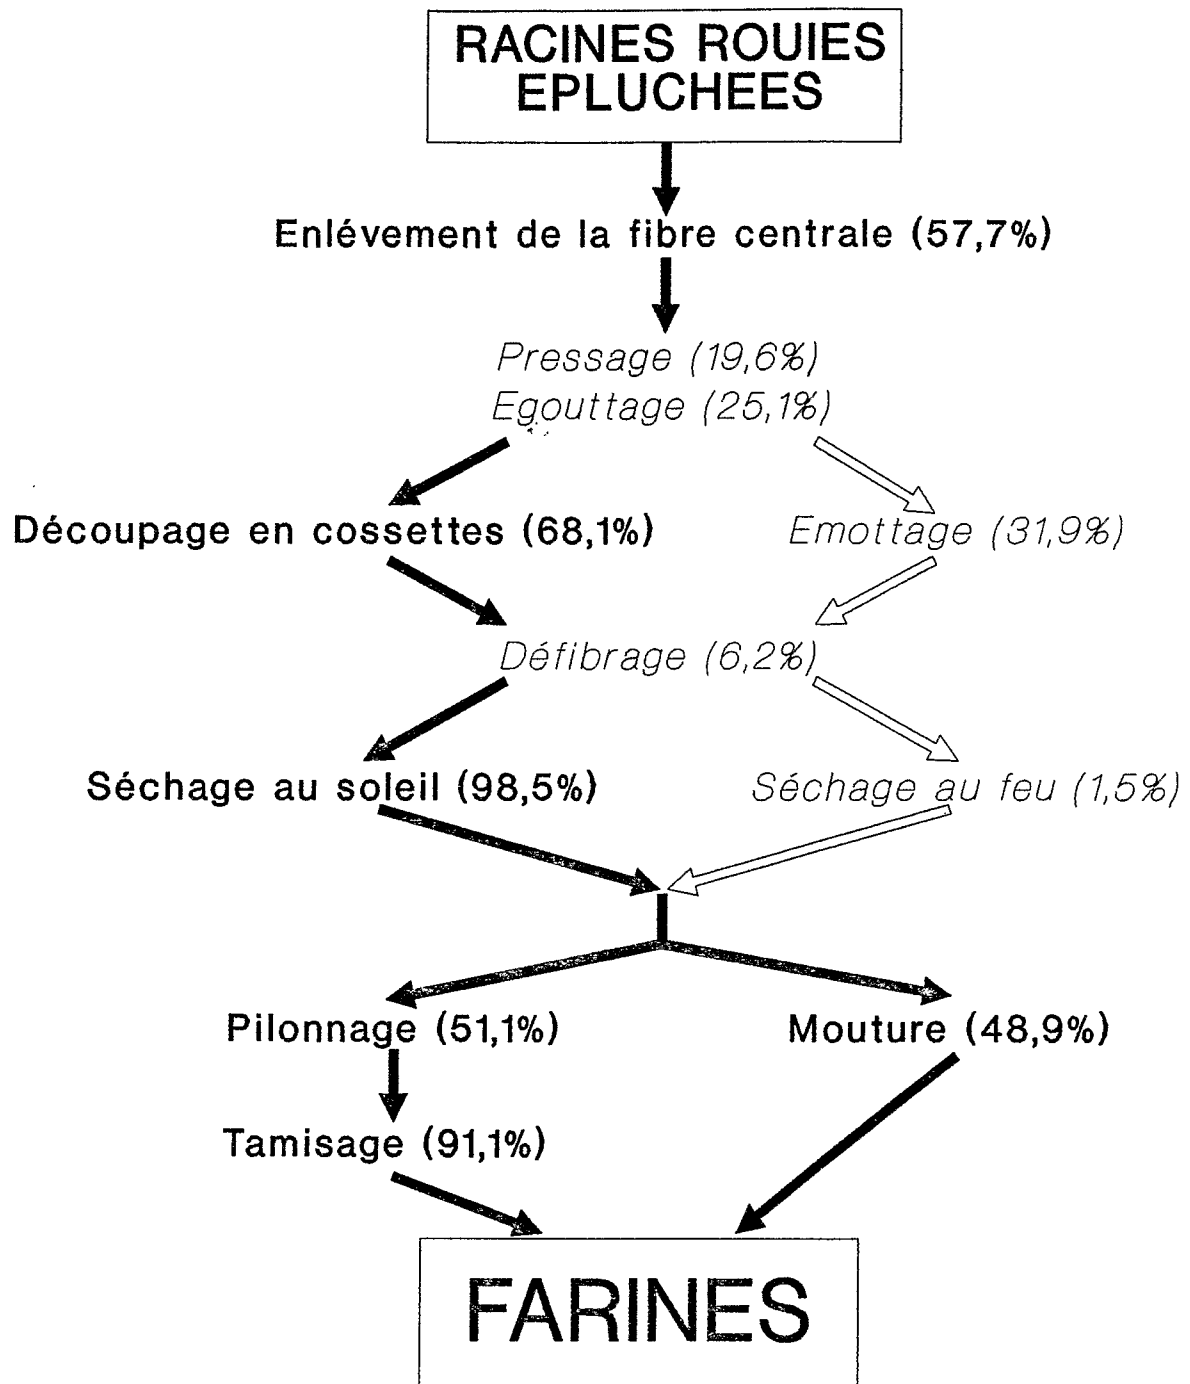 RACINES ROUIES
EPLUCHEES
Enlévement de la fibre centrale (57,7%)
Pressage (19,6%)
Egouttage (25,1%)
Découpage en cossettes (68,1%)
Emottage (31,9%)
Défibrage (6,2%)
Séchage au soleil (98,5%)
Séchage au feu (1,5%)
Pilonnage (51,1%)
Mouture (48,9%)
Tamisage (91,1%)
FARINES